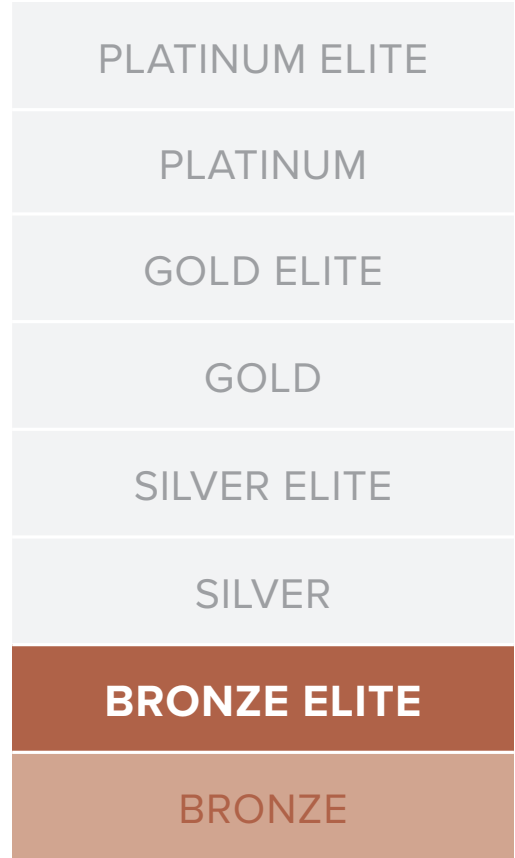 PLATINUM ELITE
PLATINUM
GOLD ELITE
GOLD
SILVER ELITE
SILVER
BRONZE ELITE
BRONZE